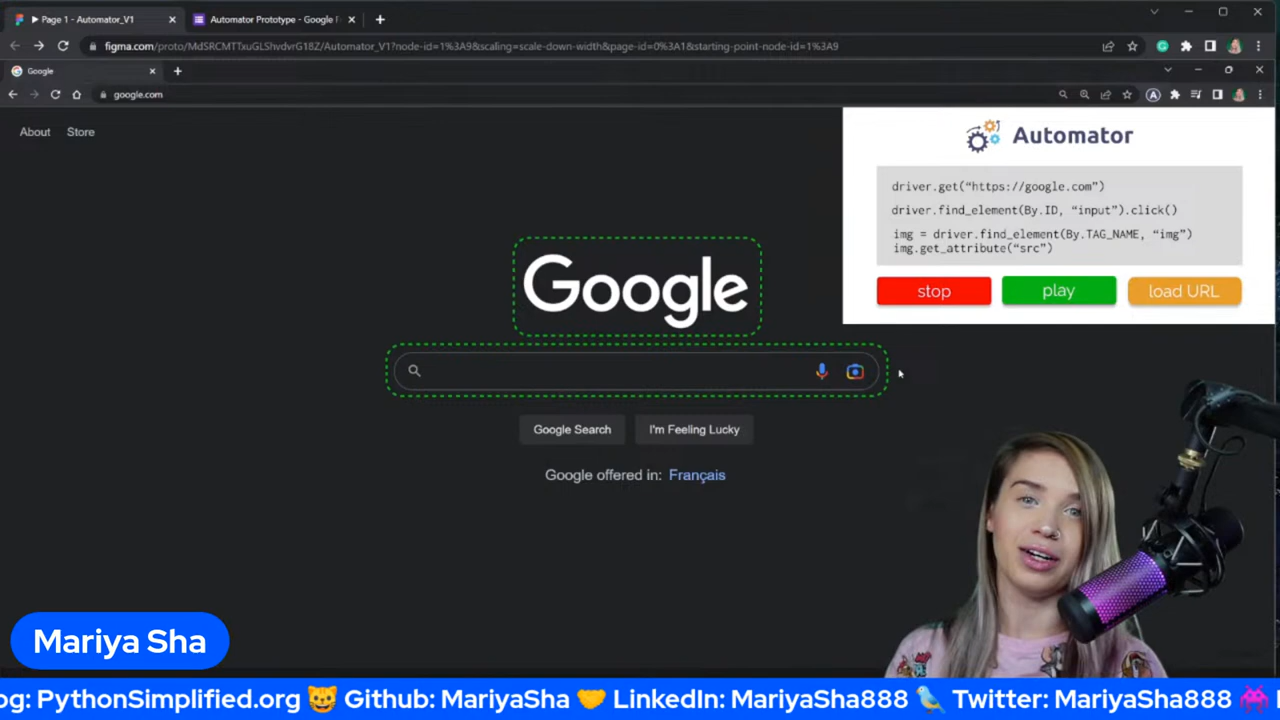 Page 1 - Automator_V1
Automator Prototype - Google F
figma.com/proto/MdSRCMTTxuGLShvdvrG18Z/Automator_V1?node-id=1%3A9&scaling=scale-down-width&page-id=0%3A1&starting-point-node-id=1%3A9
Google
google.com
About Store
Automator
driver.get(“https://google.com”)
driver.find_element(By.ID, “input”).click()
img = driver.find_element(By.TAG_NAME, “img”)
img.get_attribute(“src”)
stop play load URL
Google
Google Search I'm Feeling Lucky
Google offered in: Français
Mariya Sha
og: PythonSimplified.org 😺 Github: MariyaSha 🤝 LinkedIn: MariyaSha888 🦜 Twitter: MariyaSha888 👾